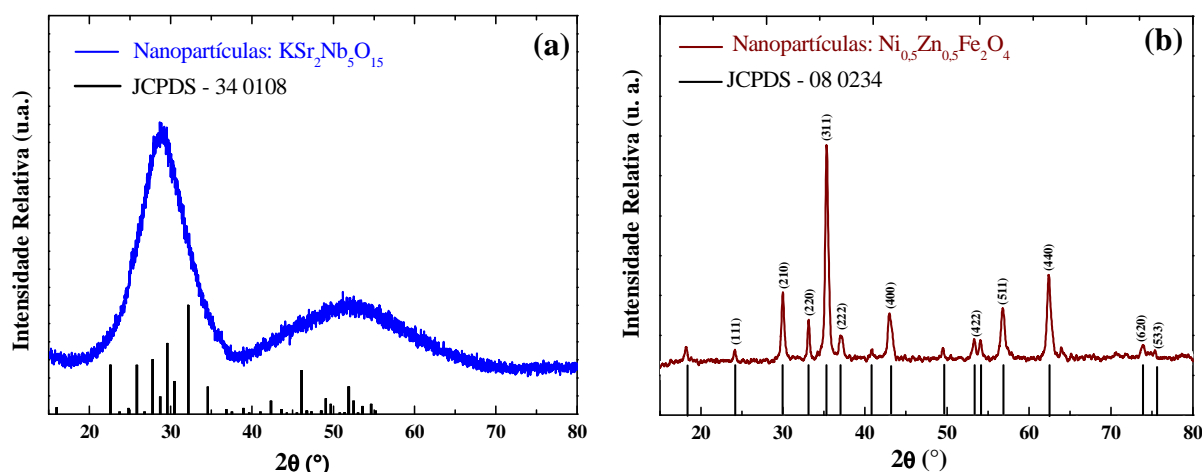 (a)
Nanopartículas: KSr₂Nb₅O₁₅
JCPDS - 34 0108
Intensidade Relativa (u.a.)
20 30 40 50 60 70 80
2θ (°)
(b)
Nanopartículas: Ni₀,₅Zn₀,₅Fe₂O₄
JCPDS - 08 0234
Intensidade Relativa (u. a.)
(111)
(210)
(220)
(311)
(222)
(400)
(422)
(511)
(440)
(620)
(533)
20 30 40 50 60 70 80
2θ (°)